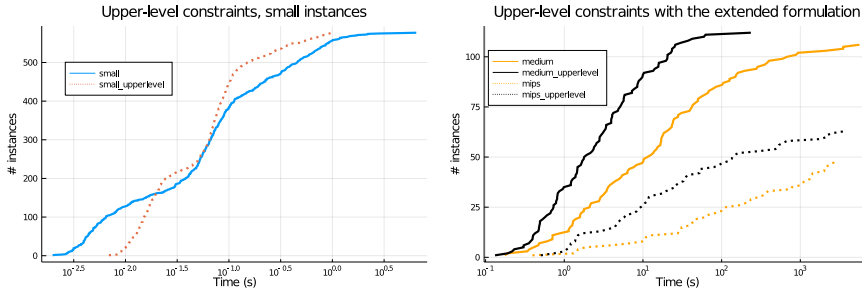 Upper-level constraints, small instances
# instances
500
400
300
200
100
0
small
small_upperlevel
10^-2.5
10^-2.0
10^-1.5
10^-1.0
10^-0.5
10^0.0
10^0.5
Time (s)
Upper-level constraints with the extended formulation
# instances
100
75
50
25
0
medium
medium_upperlevel
mips
mips_upperlevel
10^-1
10^0
10^1
10^2
10^3
Time (s)